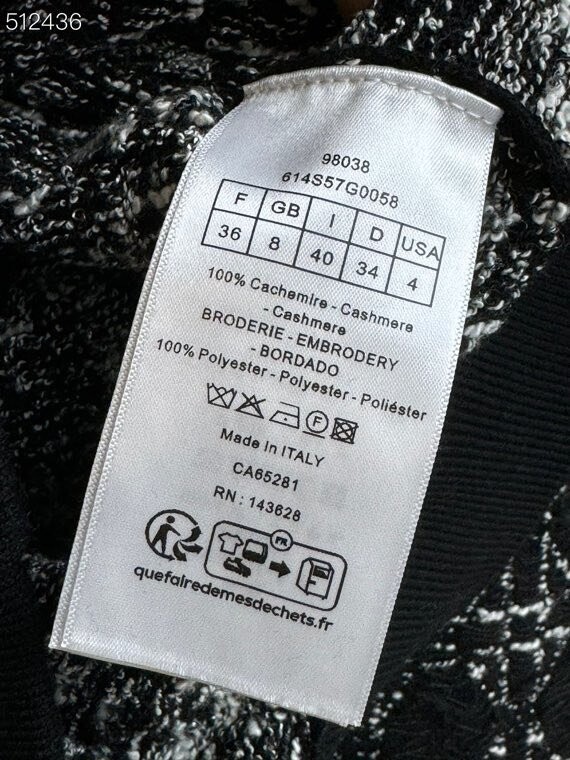 512436
98038
614S57G0058
F GB I D USA
36 8 40 34 4
100% Cachemire - Cashmere
- Cashmere
BRODERIE - EMBRODERY
- BORDADO
100% Polyester - Polyester - Poliéster
F
Made in ITALY
CA65281
RN : 143628
FR
quefairedemesdechets.fr